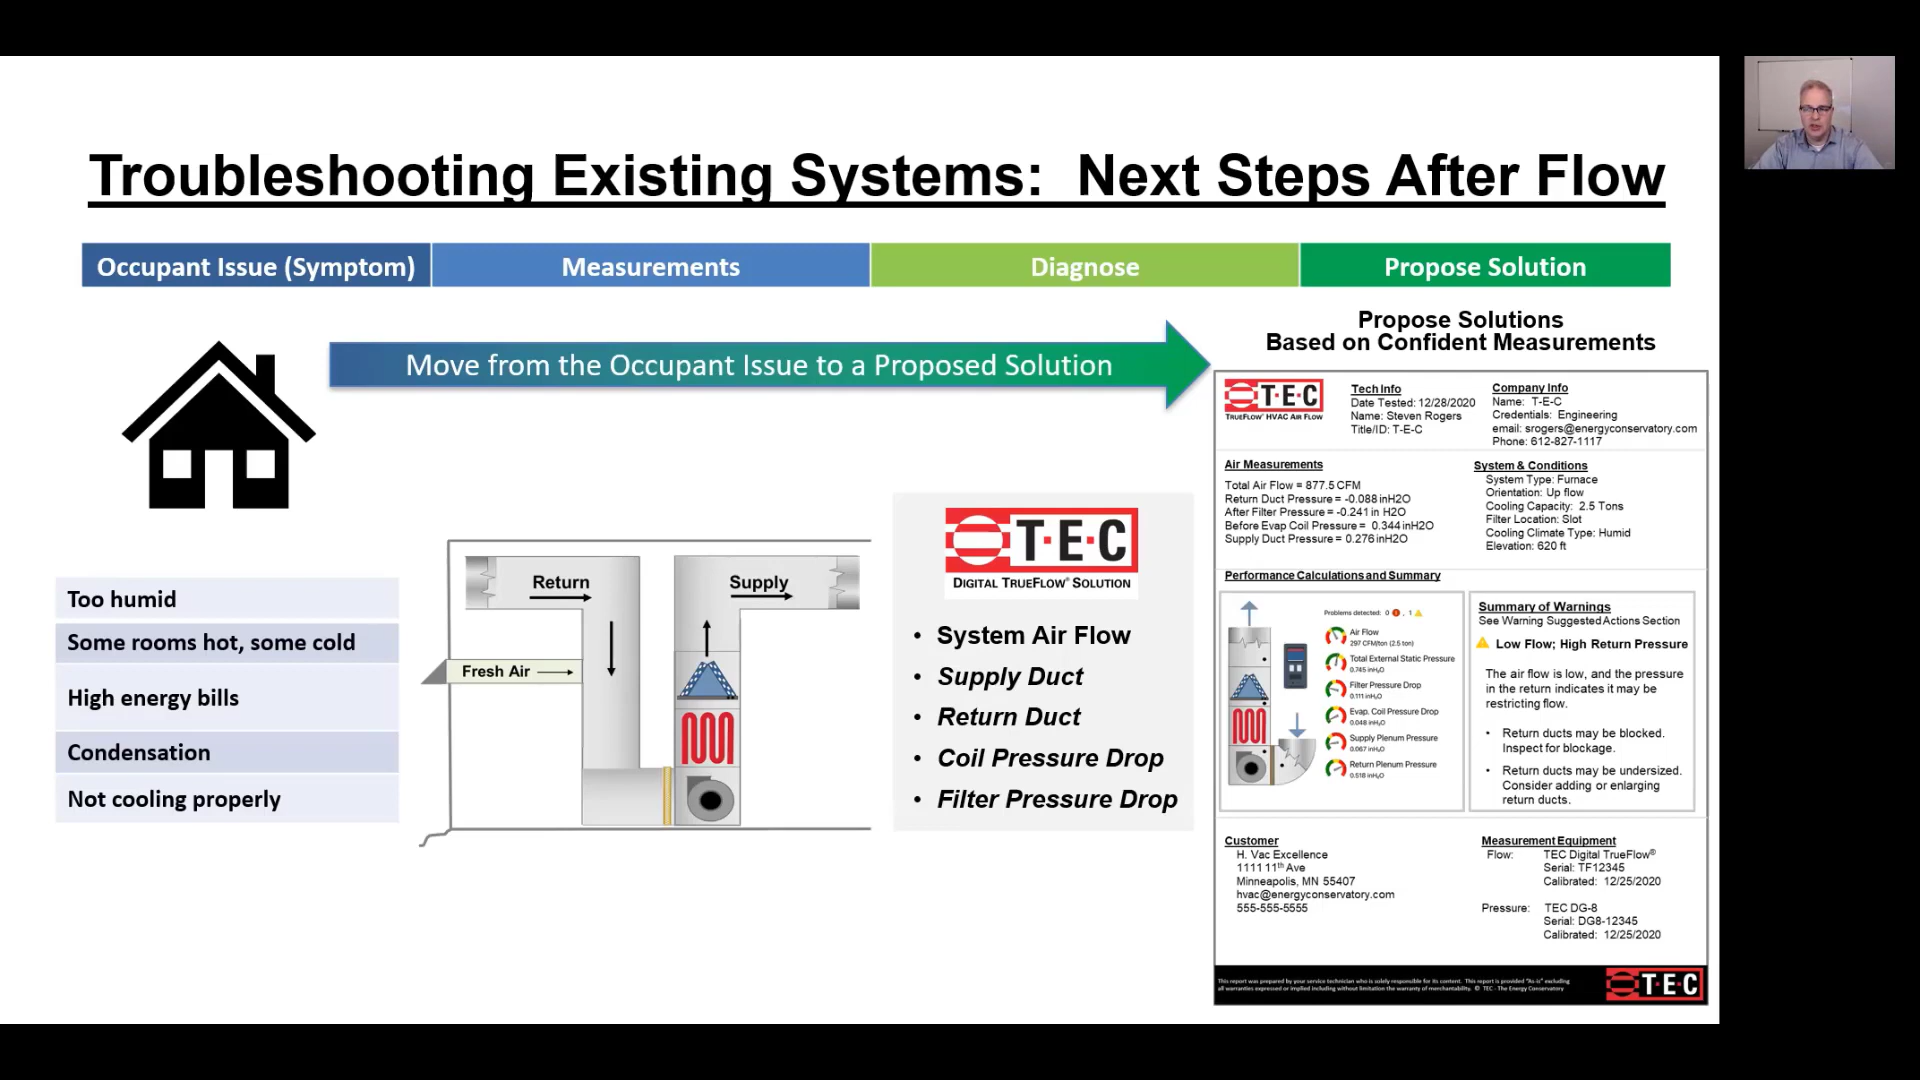 Troubleshooting Existing Systems:  Next Steps After Flow
Occupant Issue (Symptom)
Measurements
Diagnose
Propose Solution
Move from the Occupant Issue to a Proposed Solution
Too humid
Some rooms hot, some cold
High energy bills
Condensation
Not cooling properly
Return
Supply
Fresh Air
T·E·C
DIGITAL TRUEFLOW® SOLUTION
• System Air Flow
• Supply Duct
• Return Duct
• Coil Pressure Drop
• Filter Pressure Drop
Propose Solutions
Based on Confident Measurements
T·E·C
TRUEFLOW® HVAC AIR FLOW
Tech Info
Date Tested: 12/28/2020
Name: Steven Rogers
Title/ID: T-E-C
Company Info
Name:  T-E-C
Credentials:  Engineering
email: srogers@energyconservatory.com
Phone: 612-827-1117
Air Measurements
Total Air Flow = 877.5 CFM
Return Duct Pressure = -0.088 inH2O
After Filter Pressure = -0.241 in H2O
Before Evap Coil Pressure =  0.344 inH2O
Supply Duct Pressure = 0.276 inH2O
System & Conditions
System Type: Furnace
Orientation: Up flow
Cooling Capacity:  2.5 Tons
Filter Location: Slot
Cooling Climate Type: Humid
Elevation: 620 ft
Performance Calculations and Summary
Problems detected:  0 , 1
Air Flow
297 CFM/ton (2.5 ton)
Total External Static Pressure
0.745 inH₂O
Filter Pressure Drop
0.111 inH₂O
Evap. Coil Pressure Drop
0.048 inH₂O
Supply Plenum Pressure
0.067 inH₂O
Return Plenum Pressure
0.518 inH₂O
Summary of Warnings
See Warning Suggested Actions Section
Low Flow; High Return Pressure
The air flow is low, and the pressure
in the return indicates it may be
restricting flow.
• Return ducts may be blocked.
Inspect for blockage.
• Return ducts may be undersized.
Consider adding or enlarging
return ducts.
Customer
H. Vac Excellence
1111 11th Ave
Minneapolis, MN 55407
hvac@energyconservatory.com
555-555-5555
Measurement Equipment
Flow: TEC Digital TrueFlow®
Serial: TF12345
Calibrated:  12/25/2020
Pressure: TEC DG-8
Serial: DG8-12345
Calibrated:  12/25/2020
This report was prepared by your service technician who is solely responsible for its content.  This report is provided "As-is" excluding
all warranties expressed or implied including without limitation the warranty of merchantability. © TEC - The Energy Conservatory
T·E·C